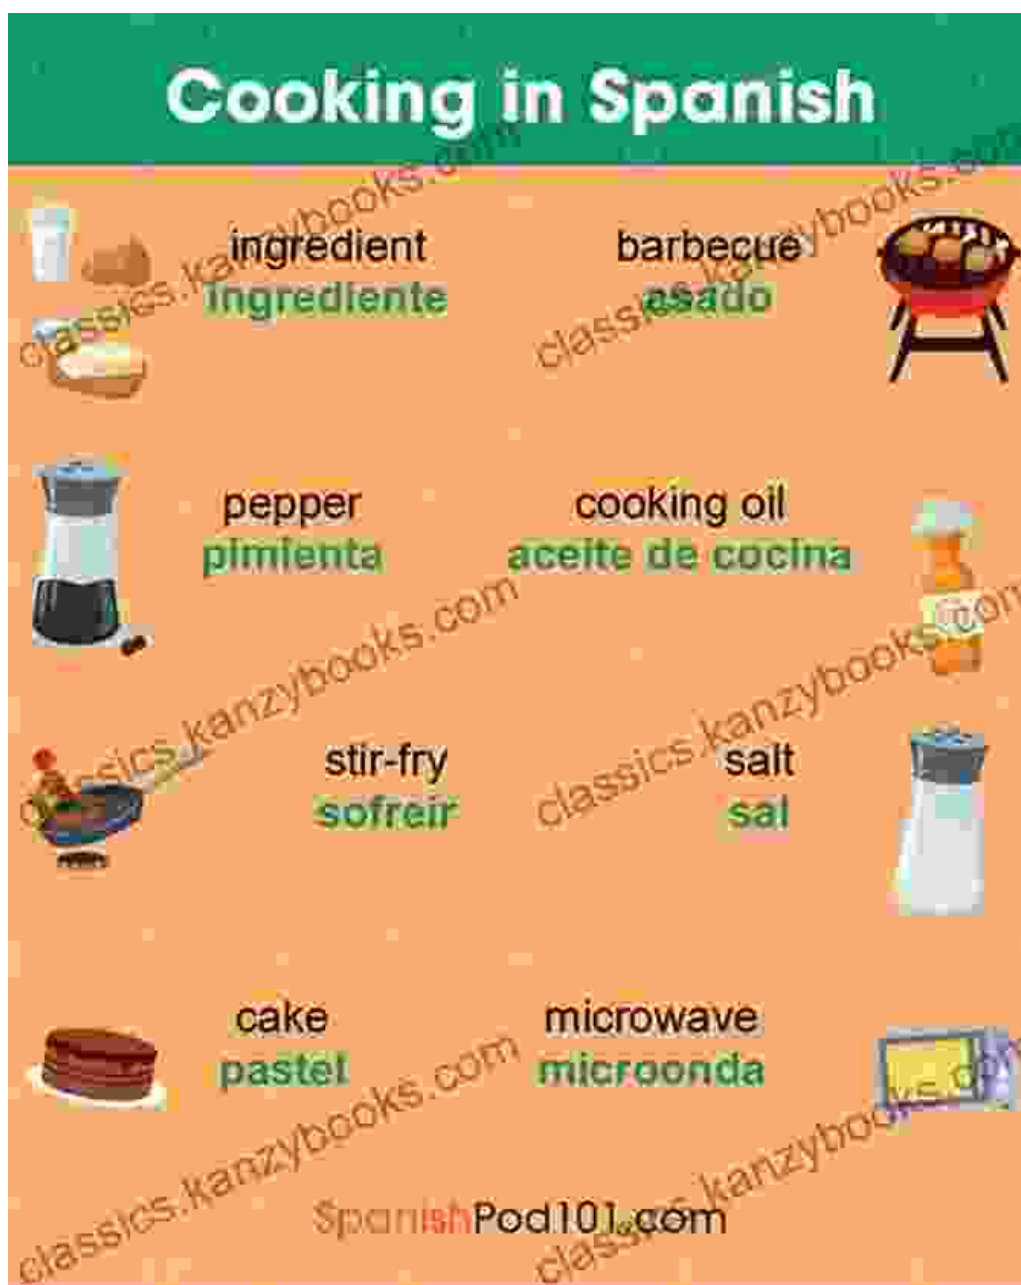 Cooking in Spanish
ingredient
ingrediente
barbecue
asado
pepper
pimienta
cooking oil
aceite de cocina
stir-fry
sofreir
salt
sal
cake
pastel
microwave
microonda
SpanishPod101.com
classics.kanzybooks.com
classics.kanzybooks.com
classics.kanzybooks.com
classics.kanzybooks.com
classics.kanzybooks.com
classics.kanzybooks.com